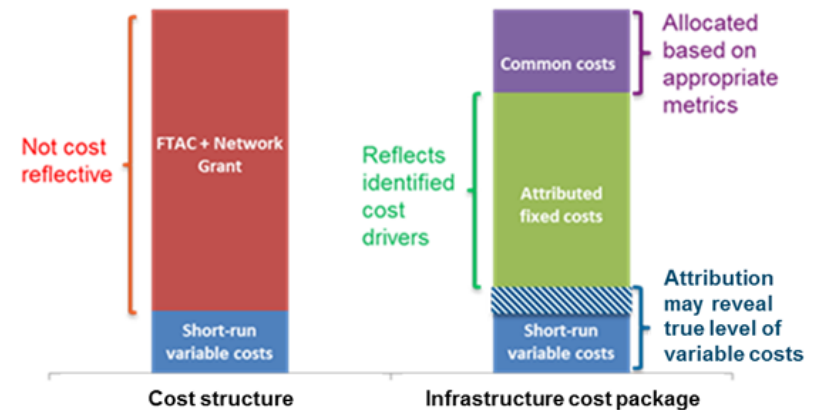 Not cost
reflective
FTAC + Network
Grant
Short-run
variable costs
Cost structure
Common costs
Allocated
based on
appropriate
metrics
Reflects
identified
cost
drivers
Attributed
fixed costs
Short-run
variable costs
Attribution
may reveal
true level of
variable costs
Infrastructure cost package